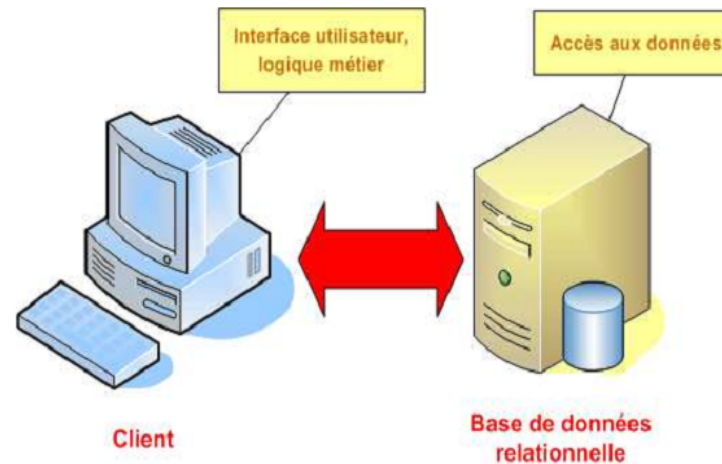 Interface utilisateur,
logique métier
Accès aux données
Client
Base de données
relationnelle